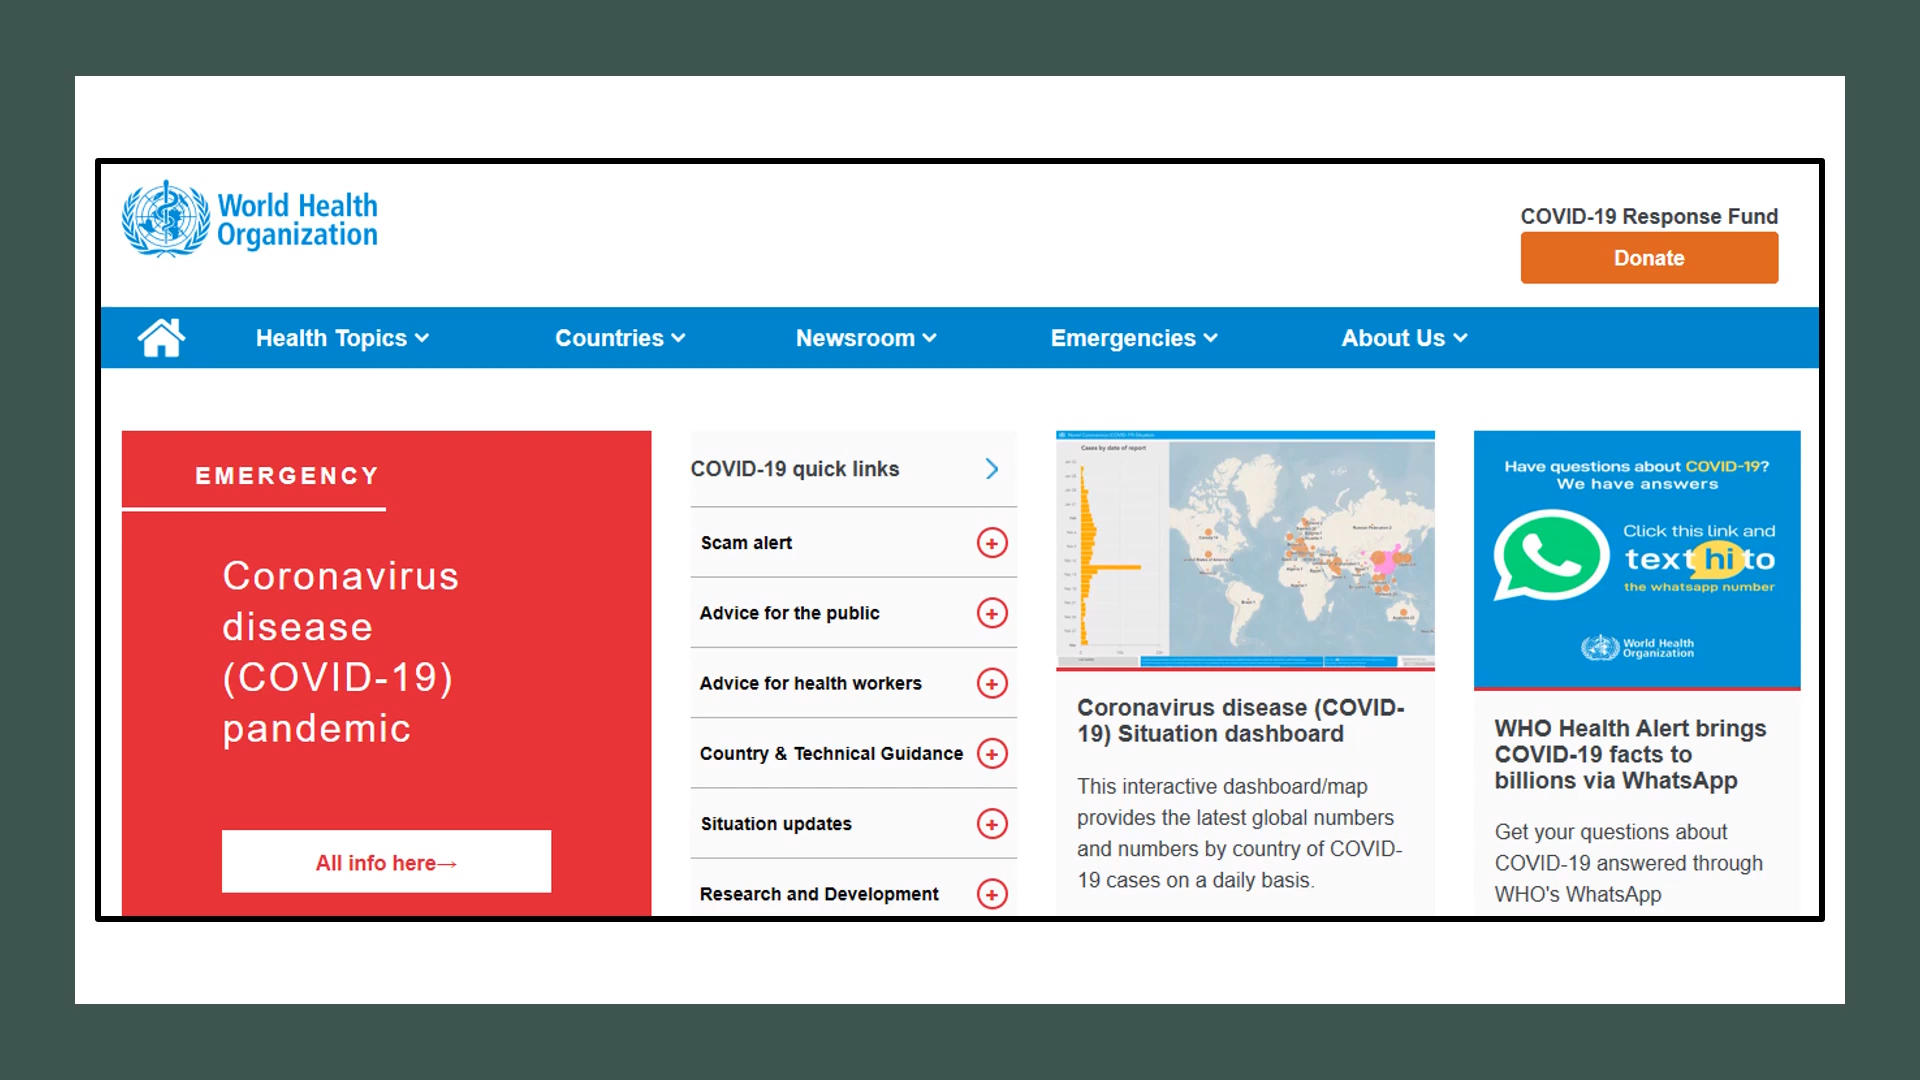 World Health
Organization
COVID-19 Response Fund
Donate
Health Topics
Countries
Newsroom
Emergencies
About Us
EMERGENCY
Coronavirus
disease
(COVID-19)
pandemic
All info here→
COVID-19 quick links
Scam alert
Advice for the public
Advice for health workers
Country & Technical Guidance
Situation updates
Research and Development
Cases by date of report
Coronavirus disease (COVID-
19) Situation dashboard
This interactive dashboard/map
provides the latest global numbers
and numbers by country of COVID-
19 cases on a daily basis.
Have questions about COVID-19?
We have answers
Click this link and
text hi to
the whatsapp number
World Health
Organization
WHO Health Alert brings
COVID-19 facts to
billions via WhatsApp
Get your questions about
COVID-19 answered through
WHO's WhatsApp